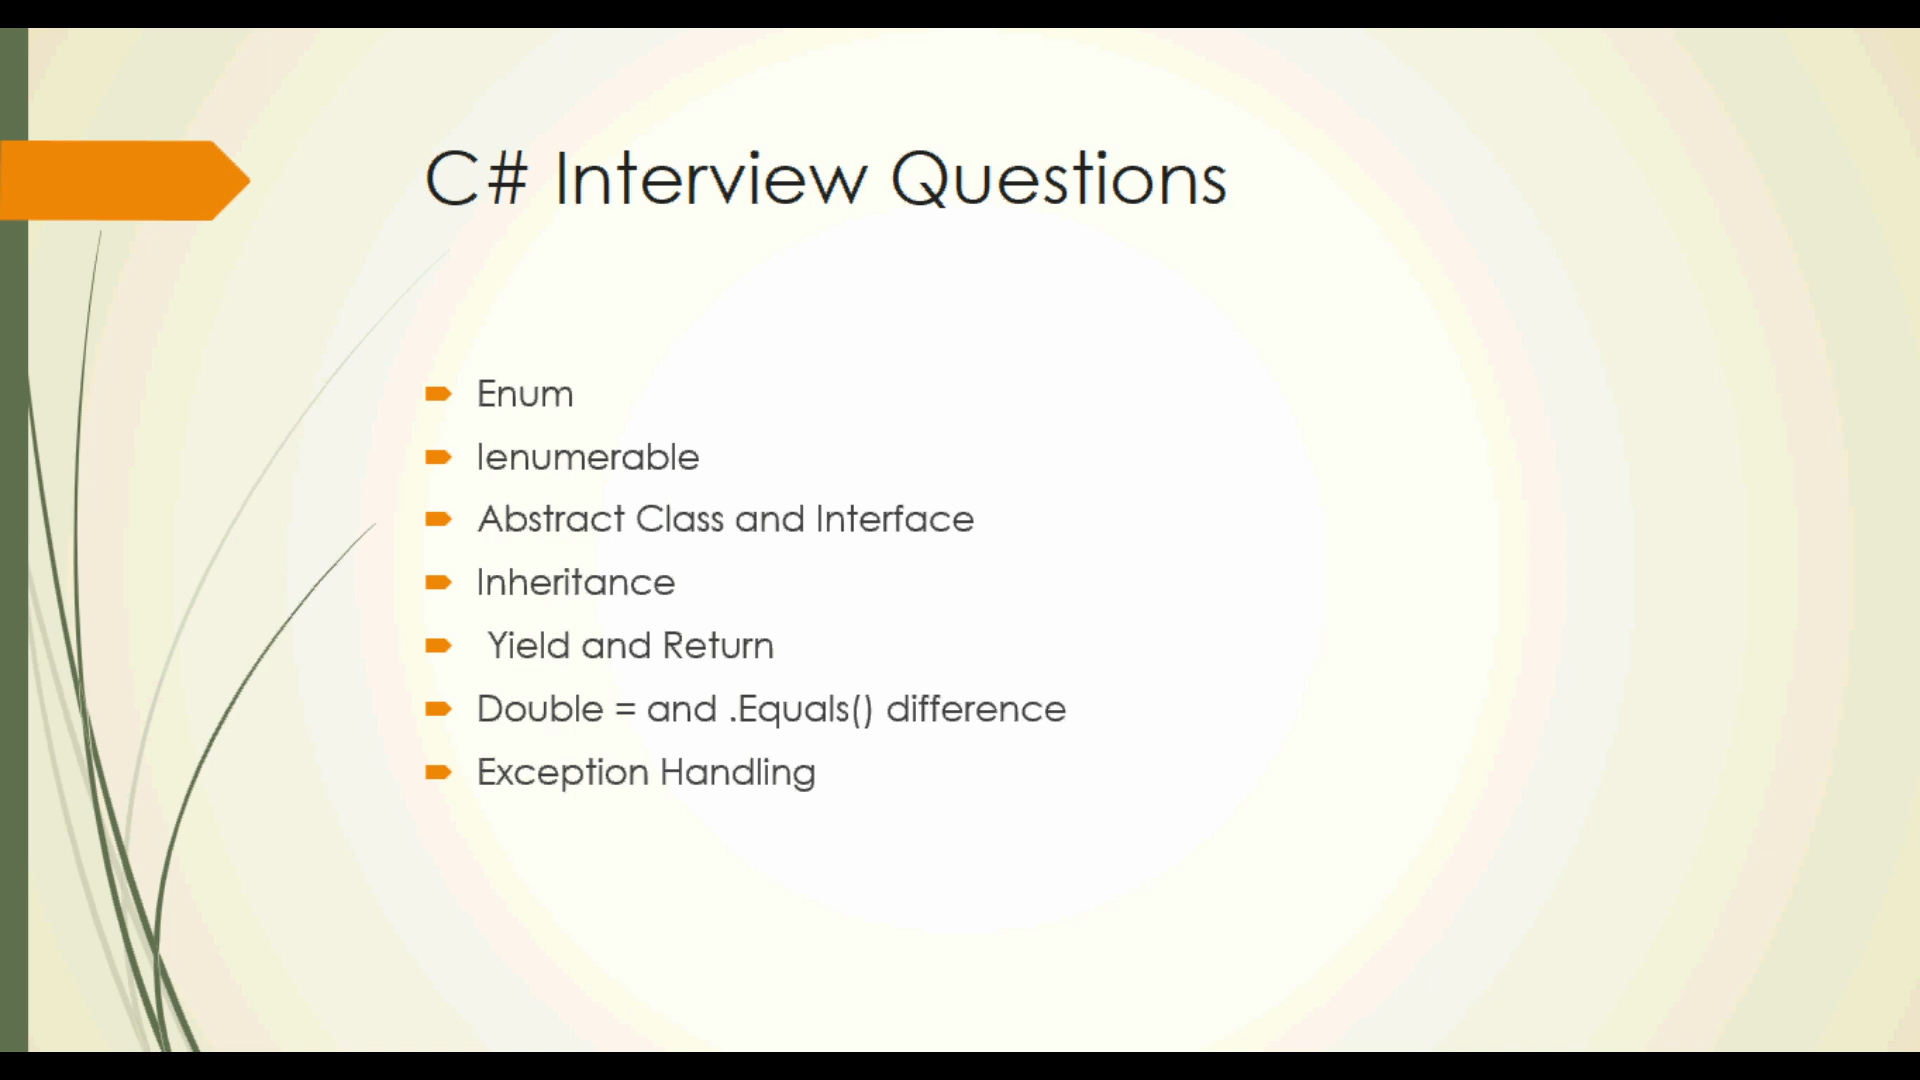 C# Interview Questions
Enum
Ienumerable
Abstract Class and Interface
Inheritance
Yield and Return
Double = and .Equals() difference
Exception Handling